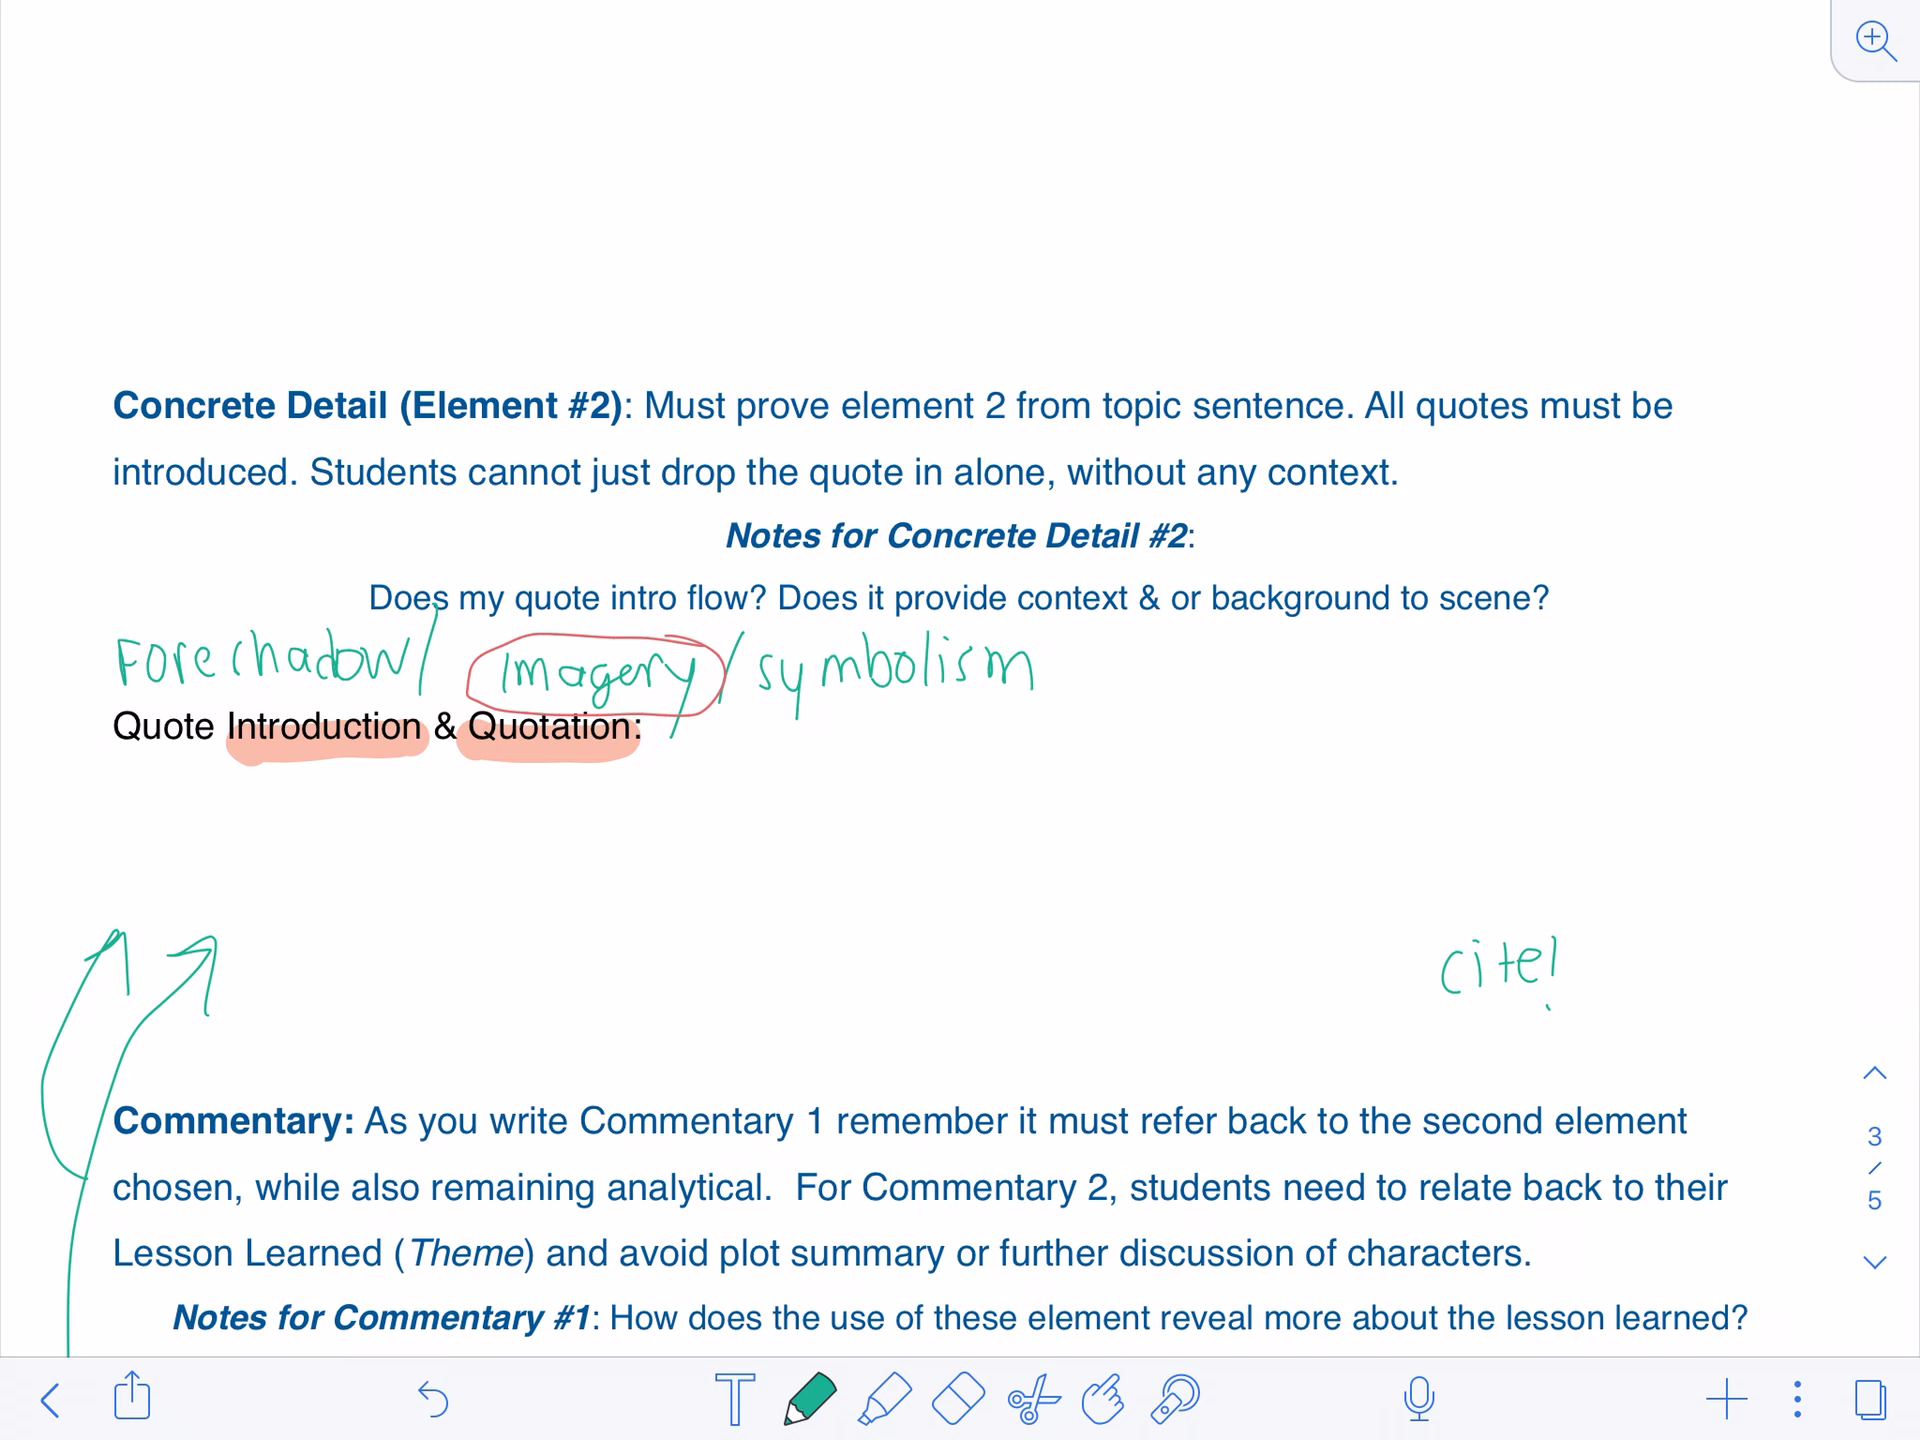 Concrete Detail (Element #2): Must prove element 2 from topic sentence. All quotes must be
introduced. Students cannot just drop the quote in alone, without any context.
Notes for Concrete Detail #2:
Does my quote intro flow? Does it provide context & or background to scene?
Foreshadow/ Imagery/symbolism
Quote Introduction & Quotation:
cite!
Commentary: As you write Commentary 1 remember it must refer back to the second element
chosen, while also remaining analytical. For Commentary 2, students need to relate back to their
Lesson Learned (Theme) and avoid plot summary or further discussion of characters.
Notes for Commentary #1: How does the use of these element reveal more about the lesson learned?
3
/
5
T